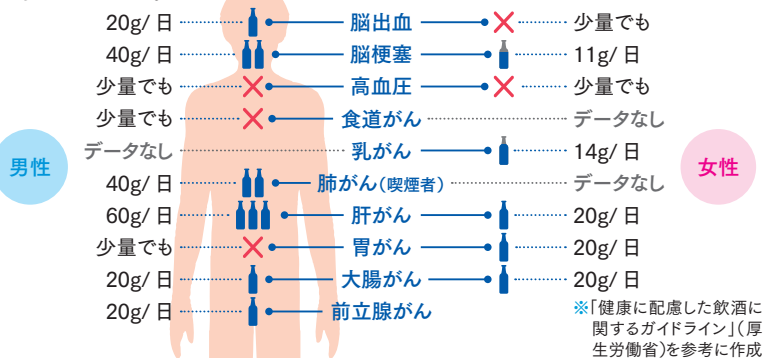 20g/日 脳出血 少量でも
40g/日 脳梗塞 11g/日
少量でも 高血圧 少量でも
少量でも 食道がん データなし
データなし 乳がん 14g/日
男性
女性
40g/日 肺がん(喫煙者) データなし
60g/日 肝がん 20g/日
少量でも 胃がん 20g/日
20g/日 大腸がん 20g/日
20g/日 前立腺がん
※「健康に配慮した飲酒に
関するガイドライン」(厚
生労働省)を参考に作成